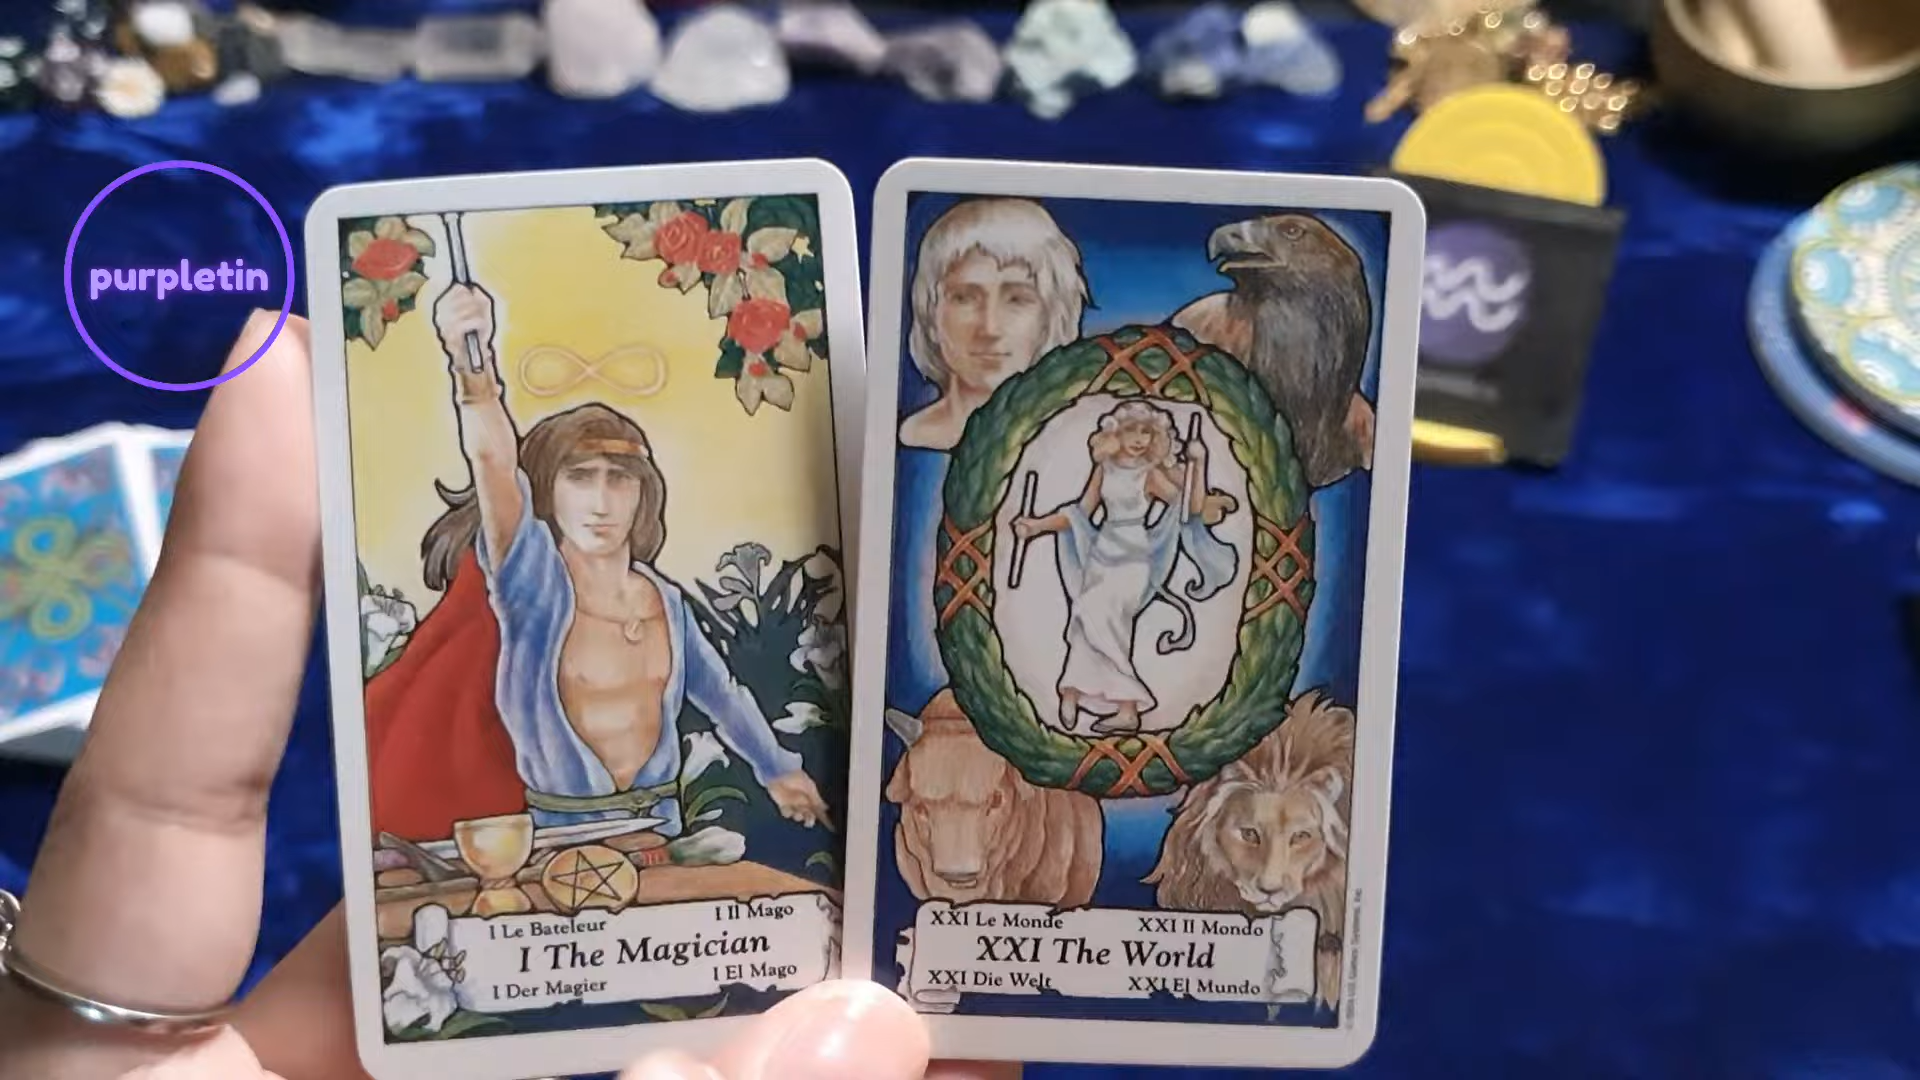 purpletin
I Le Bateleur
I Il Mago
I The Magician
I Der Magier
I El Mago
XXI Le Monde
XXI Il Mondo
XXI The World
XXI Die Welt
XXI El Mundo